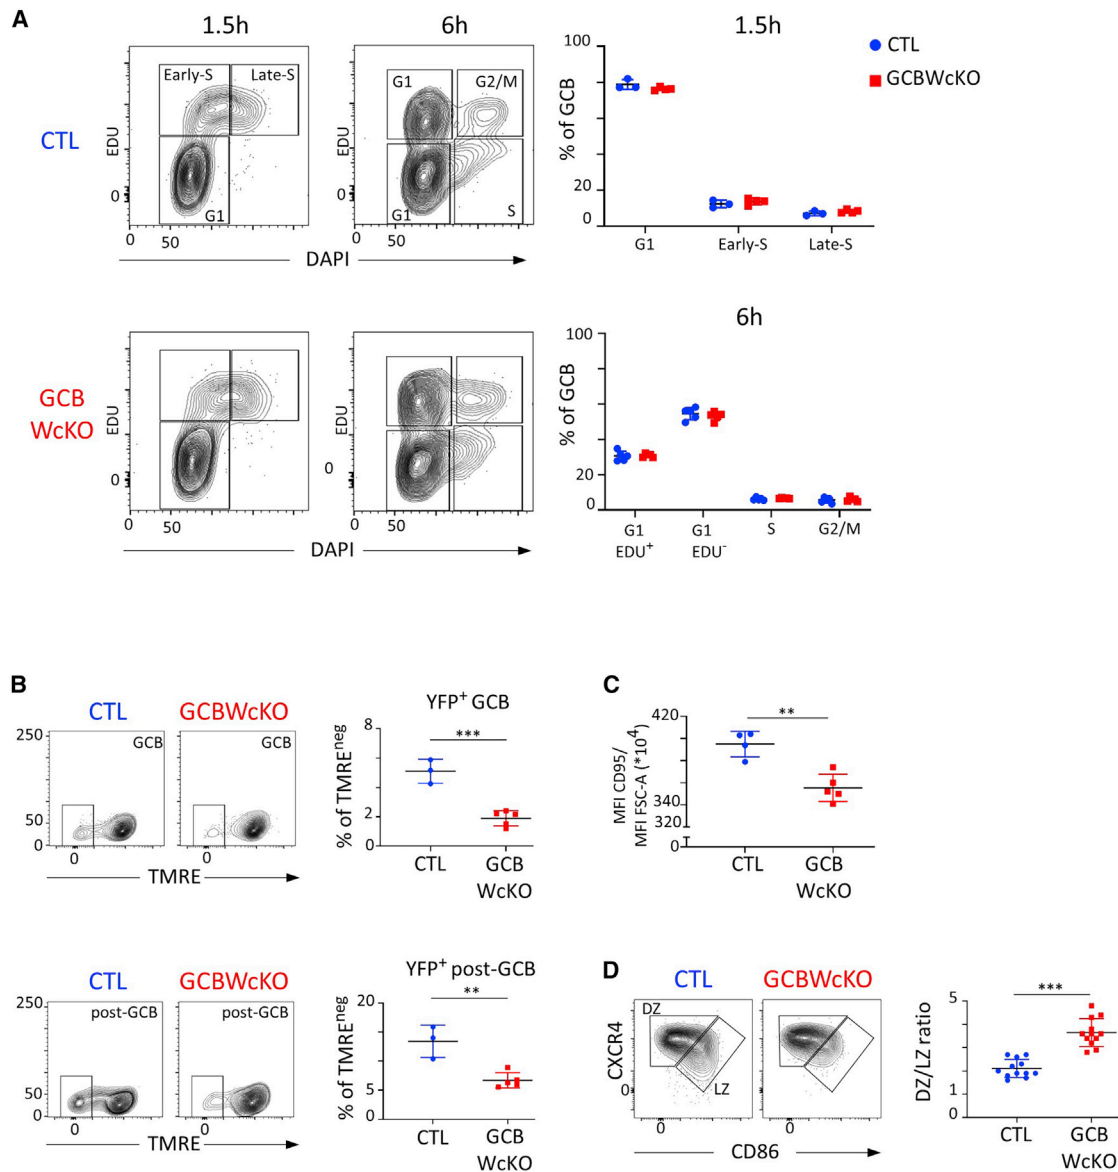 A
1.5h
6h
1.5h
CTL
GCBWcKO
CTL
EDU
0
Early-S
Late-S
G1
50
EDU
0
G1
G2/M
G1
S
50
DAPI
% of GCB
100
20
0
G1
Early-S
Late-S
GCB
WcKO
EDU
0
50
EDU
0
50
DAPI
6h
% of GCB
100
20
0
G1
EDU⁺
G1
EDU⁻
S
G2/M
B
CTL
GCBWcKO
250
50
0
GCB
GCB
0
0
TMRE
YFP⁺ GCB
% of TMREⁿᵉᵍ
8
2
0
***
CTL
GCB
WcKO
C
MFI CD95/
MFI FSC-A (*10⁴)
420
340
320
0
**
CTL
GCB
WcKO
CTL
GCBWcKO
250
50
0
post-GCB
post-GCB
0
0
TMRE
YFP⁺ post-GCB
% of TMREⁿᵉᵍ
20
5
0
**
CTL
GCB
WcKO
D
CTL
GCBWcKO
CXCR4
0
DZ
LZ
0
0
CD86
DZ/LZ ratio
5
1
0
***
CTL
GCB
WcKO